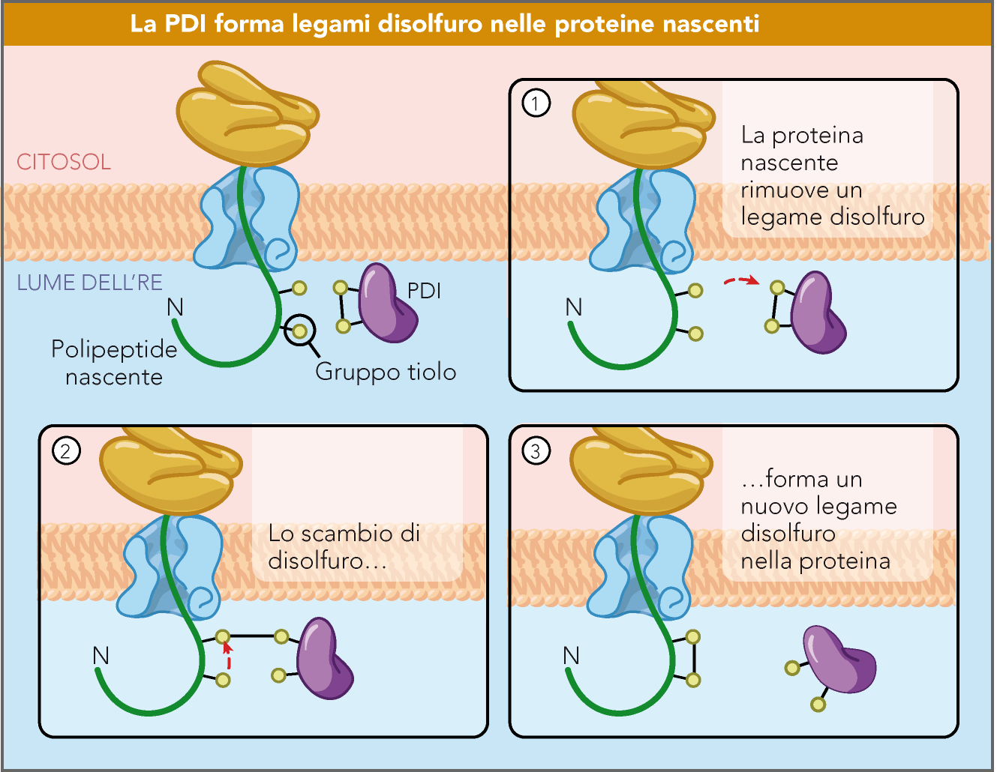 La PDI forma legami disolfuro nelle proteine nascenti
CITOSOL
LUME DELL’RE
N
PDI
Polipeptide
nascente
Gruppo tiolo
1
La proteina
nascente
rimuove un
legame disolfuro
N
2
Lo scambio di
disolfuro…
N
3
…forma un
nuovo legame
disolfuro
nella proteina
N